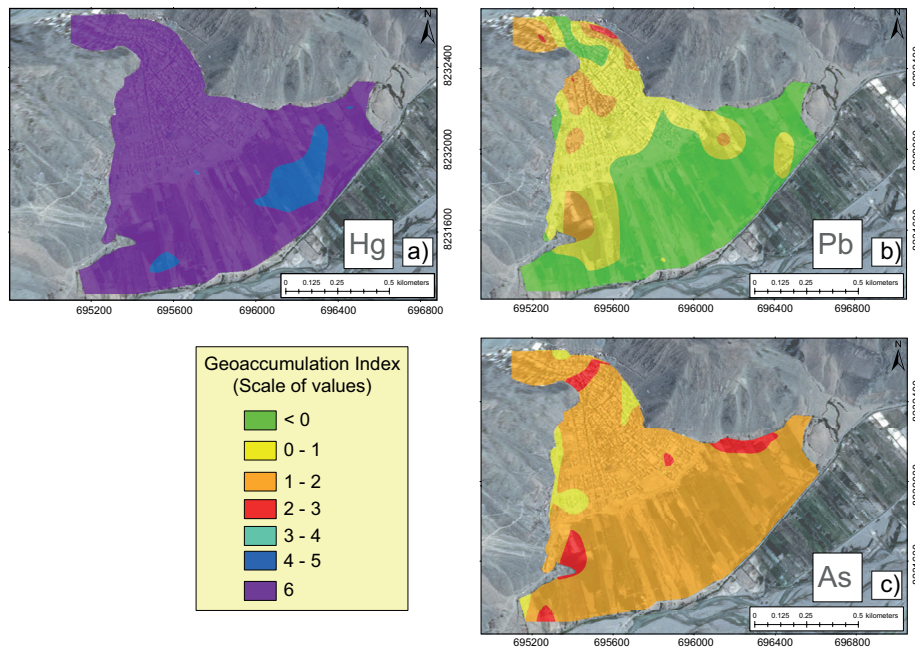 N
8232400
8232000
8231600
Hg
a)
0 0.125 0.25 0.5 kilometers
695200 695600 696000 696400 696800
N
8232400
8232000
8231600
Pb
b)
0 0.125 0.25 0.5 kilometers
695200 695600 696000 696400 696800
Geoaccumulation Index
(Scale of values)
< 0
0 - 1
1 - 2
2 - 3
3 - 4
4 - 5
6
N
As
c)
0 0.125 0.25 0.5 kilometers
695200 695600 696000 696400 696800